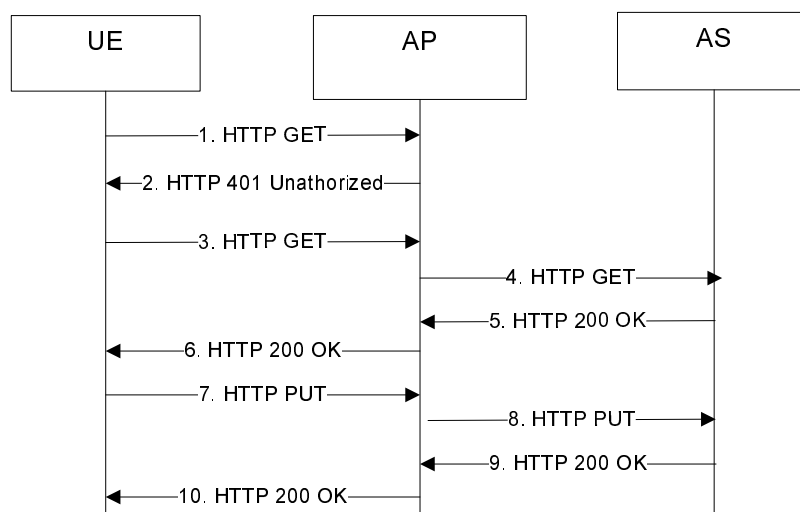 UE
AP
AS
1. HTTP GET
2. HTTP 401 Unathorized
3. HTTP GET
4. HTTP GET
5. HTTP 200 OK
6. HTTP 200 OK
7. HTTP PUT
8. HTTP PUT
9. HTTP 200 OK
10. HTTP 200 OK